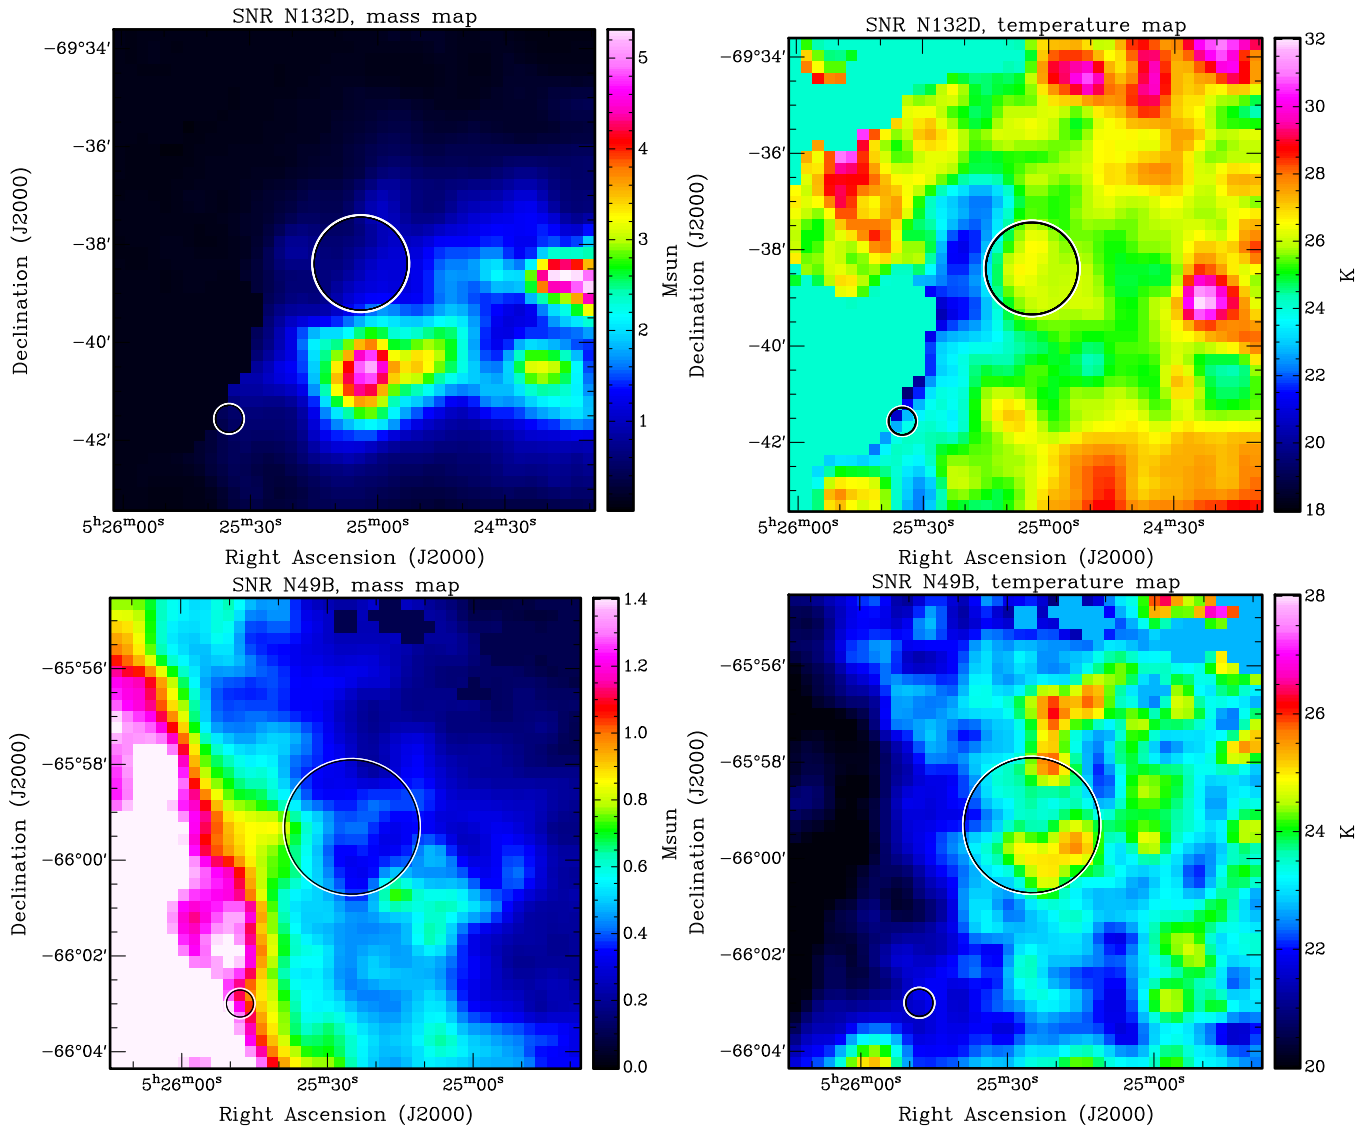 SNR N132D, mass map
−69°34′
−36′
−38′
−40′
−42′
Declination (J2000)
5ʰ26ᵐ00ˢ
25ᵐ30ˢ
25ᵐ00ˢ
24ᵐ30ˢ
Right Ascension (J2000)
5
4
3
2
1
Msun
SNR N132D, temperature map
−69°34′
−36′
−38′
−40′
−42′
Declination (J2000)
5ʰ26ᵐ00ˢ
25ᵐ30ˢ
25ᵐ00ˢ
24ᵐ30ˢ
Right Ascension (J2000)
32
30
28
26
24
22
20
18
K
SNR N49B, mass map
−65°56′
−65°58′
−66°00′
−66°02′
−66°04′
Declination (J2000)
5ʰ26ᵐ00ˢ
25ᵐ30ˢ
25ᵐ00ˢ
Right Ascension (J2000)
1.4
1.2
1.0
0.8
0.6
0.4
0.2
0.0
Msun
SNR N49B, temperature map
−65°56′
−65°58′
−66°00′
−66°02′
−66°04′
Declination (J2000)
5ʰ26ᵐ00ˢ
25ᵐ30ˢ
25ᵐ00ˢ
Right Ascension (J2000)
28
26
24
22
20
K